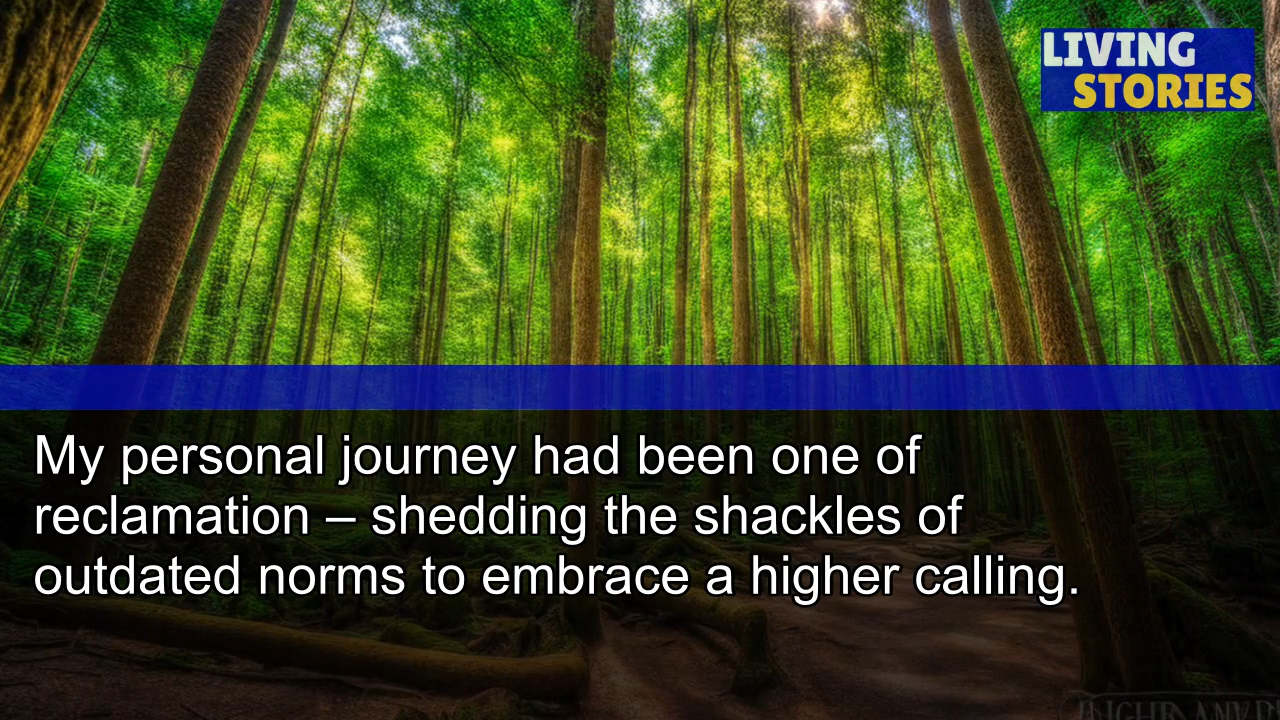 LIVING
STORIES
My personal journey had been one of
reclamation – shedding the shackles of
outdated norms to embrace a higher calling.